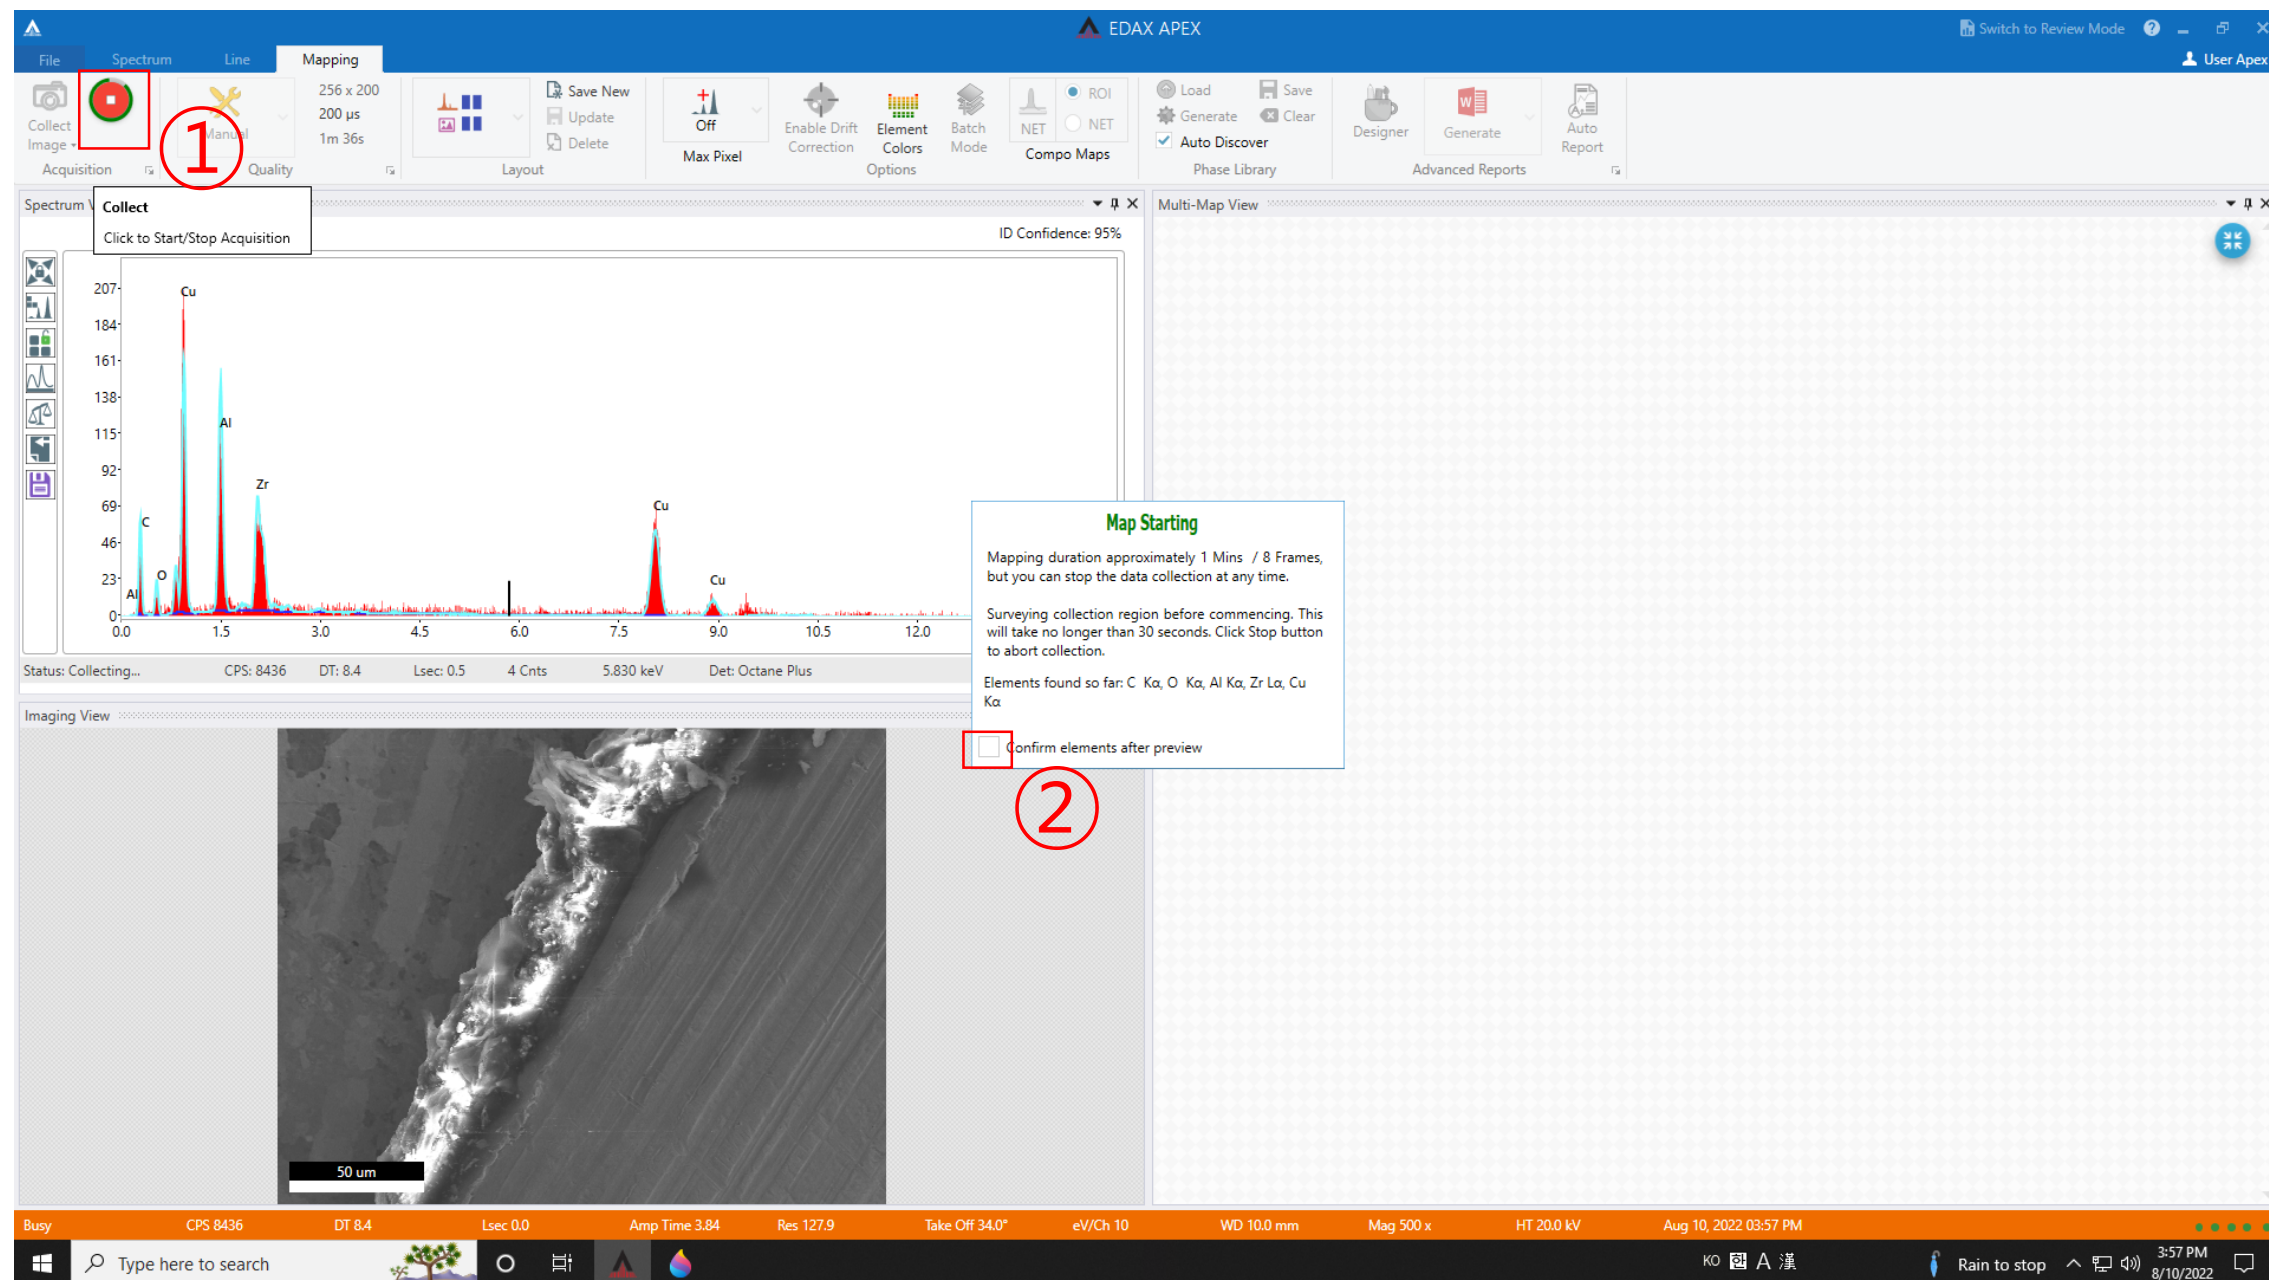 EDAX APEX
Switch to Review Mode
File Spectrum Line Mapping
User Apex
Collect Image
Manual
256 x 200
200 µs
1m 36s
Save New
Update
Delete
Off
Max Pixel
Enable Drift Correction
Element Colors
Batch Mode
NET
ROI
NET
Compo Maps
Load
Save
Generate
Clear
Auto Discover
Designer
Generate
Auto Report
Acquisition
Quality
Layout
Options
Phase Library
Advanced Reports
①
Spectrum V
Collect
Click to Start/Stop Acquisition
Multi-Map View
ID Confidence: 95%
207
184
161
138
115
92
69
46
23
0
Cu
Al
Zr
C
O
Al
Cu
Cu
0.0 1.5 3.0 4.5 6.0 7.5 9.0 10.5 12.0
Status: Collecting... CPS: 8436 DT: 8.4 Lsec: 0.5 4 Cnts 5.830 keV Det: Octane Plus
Map Starting
Mapping duration approximately 1 Mins / 8 Frames,
but you can stop the data collection at any time.
Surveying collection region before commencing. This
will take no longer than 30 seconds. Click Stop button
to abort collection.
Elements found so far: C Kα, O Kα, Al Kα, Zr Lα, Cu
Kα
Confirm elements after preview
②
Imaging View
50 um
Busy CPS 8436 DT 8.4 Lsec 0.0 Amp Time 3.84 Res 127.9 Take Off 34.0° eV/Ch 10 WD 10.0 mm Mag 500 x HT 20.0 kV Aug 10, 2022 03:57 PM
Type here to search
KO 한 A 漢
Rain to stop
3:57 PM
8/10/2022